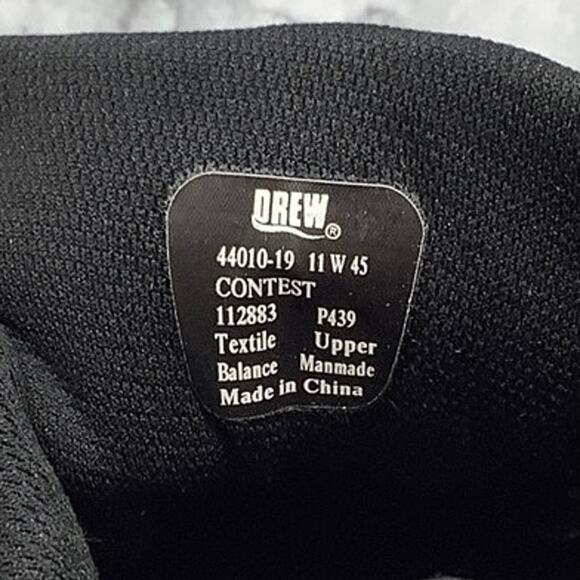 DREW®
44010-19 11 W 45
CONTEST
112883 P439
Textile Upper
Balance Manmade
Made in China